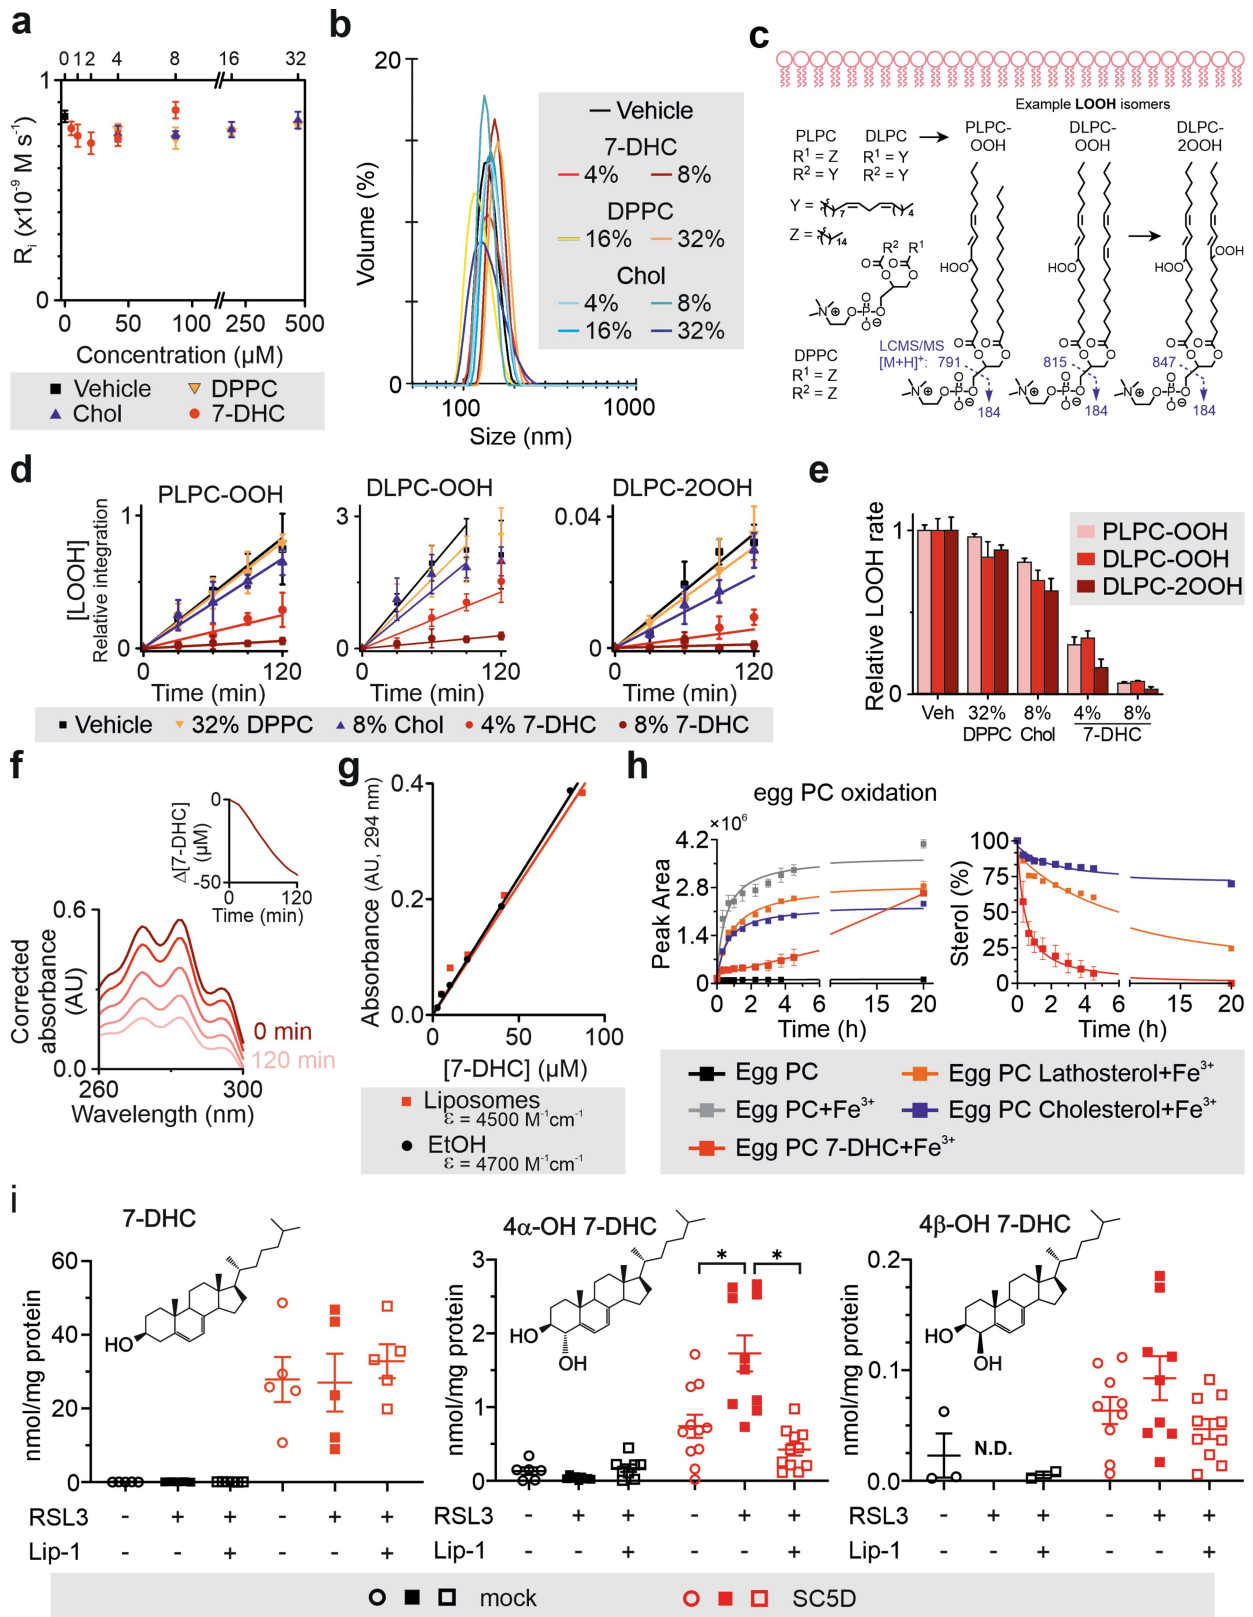 a
0 1 2 4 8 16 32
1
0
Rᵢ (x10⁻⁹ M s⁻¹)
0 50 100 250 500
Concentration (µM)
Vehicle DPPC
Chol 7-DHC
b
20
0
Volume (%)
100 1000
Size (nm)
Vehicle
7-DHC
4% 8%
DPPC
16% 32%
Chol
4% 8%
16% 32%
c
Example LOOH isomers
PLPC DLPC
R¹ = Z R¹ = Y
R² = Y R² = Y
PLPC-OOH
DLPC-OOH
DLPC-2OOH
Y = 7 4
Z = 14
R² R¹
HOO HOO HOO OOH
DPPC
R¹ = Z
R² = Z
LCMS/MS
[M+H]⁺: 791 815 847
184 184 184
d
PLPC-OOH DLPC-OOH DLPC-2OOH
[LOOH]
Relative integration
1 3 0.04
0 0 0
0 60 120 0 60 120 0 60 120
Time (min) Time (min) Time (min)
Vehicle 32% DPPC 8% Chol 4% 7-DHC 8% 7-DHC
e
Relative LOOH rate
1
0
PLPC-OOH
DLPC-OOH
DLPC-2OOH
Veh 32% 8% 4% 8%
DPPC Chol 7-DHC
f
Δ[7-DHC]
(µM)
0
-50
0 120
Time (min)
0.6
0.0
Corrected
absorbance
(AU)
0 min
120 min
260 300
Wavelength (nm)
g
Absorbance (AU, 294 nm)
0.4
0.2
0.0
0 50 100
[7-DHC] (µM)
Liposomes
ε = 4500 M⁻¹cm⁻¹
EtOH
ε = 4700 M⁻¹cm⁻¹
h
egg PC oxidation
×10⁶
4.2
2.8
1.4
0
Peak Area
0 2 4 6 15 20
Time (h)
100
75
50
25
0
Sterol (%)
0 2 4 6 15 20
Time (h)
Egg PC Egg PC Lathosterol+Fe³⁺
Egg PC+Fe³⁺ Egg PC Cholesterol+Fe³⁺
Egg PC 7-DHC+Fe³⁺
i
7-DHC 4α-OH 7-DHC 4β-OH 7-DHC
60
40
20
0
nmol/mg protein
HO
3
2
1
0
nmol/mg protein
HO
OH
* *
0.2
0.1
0.0
nmol/mg protein
HO
OH
N.D.
RSL3 - + + - + + - + + - + + - + + - + +
Lip-1 - - + - - + - - + - - + - - + - - +
mock SC5D